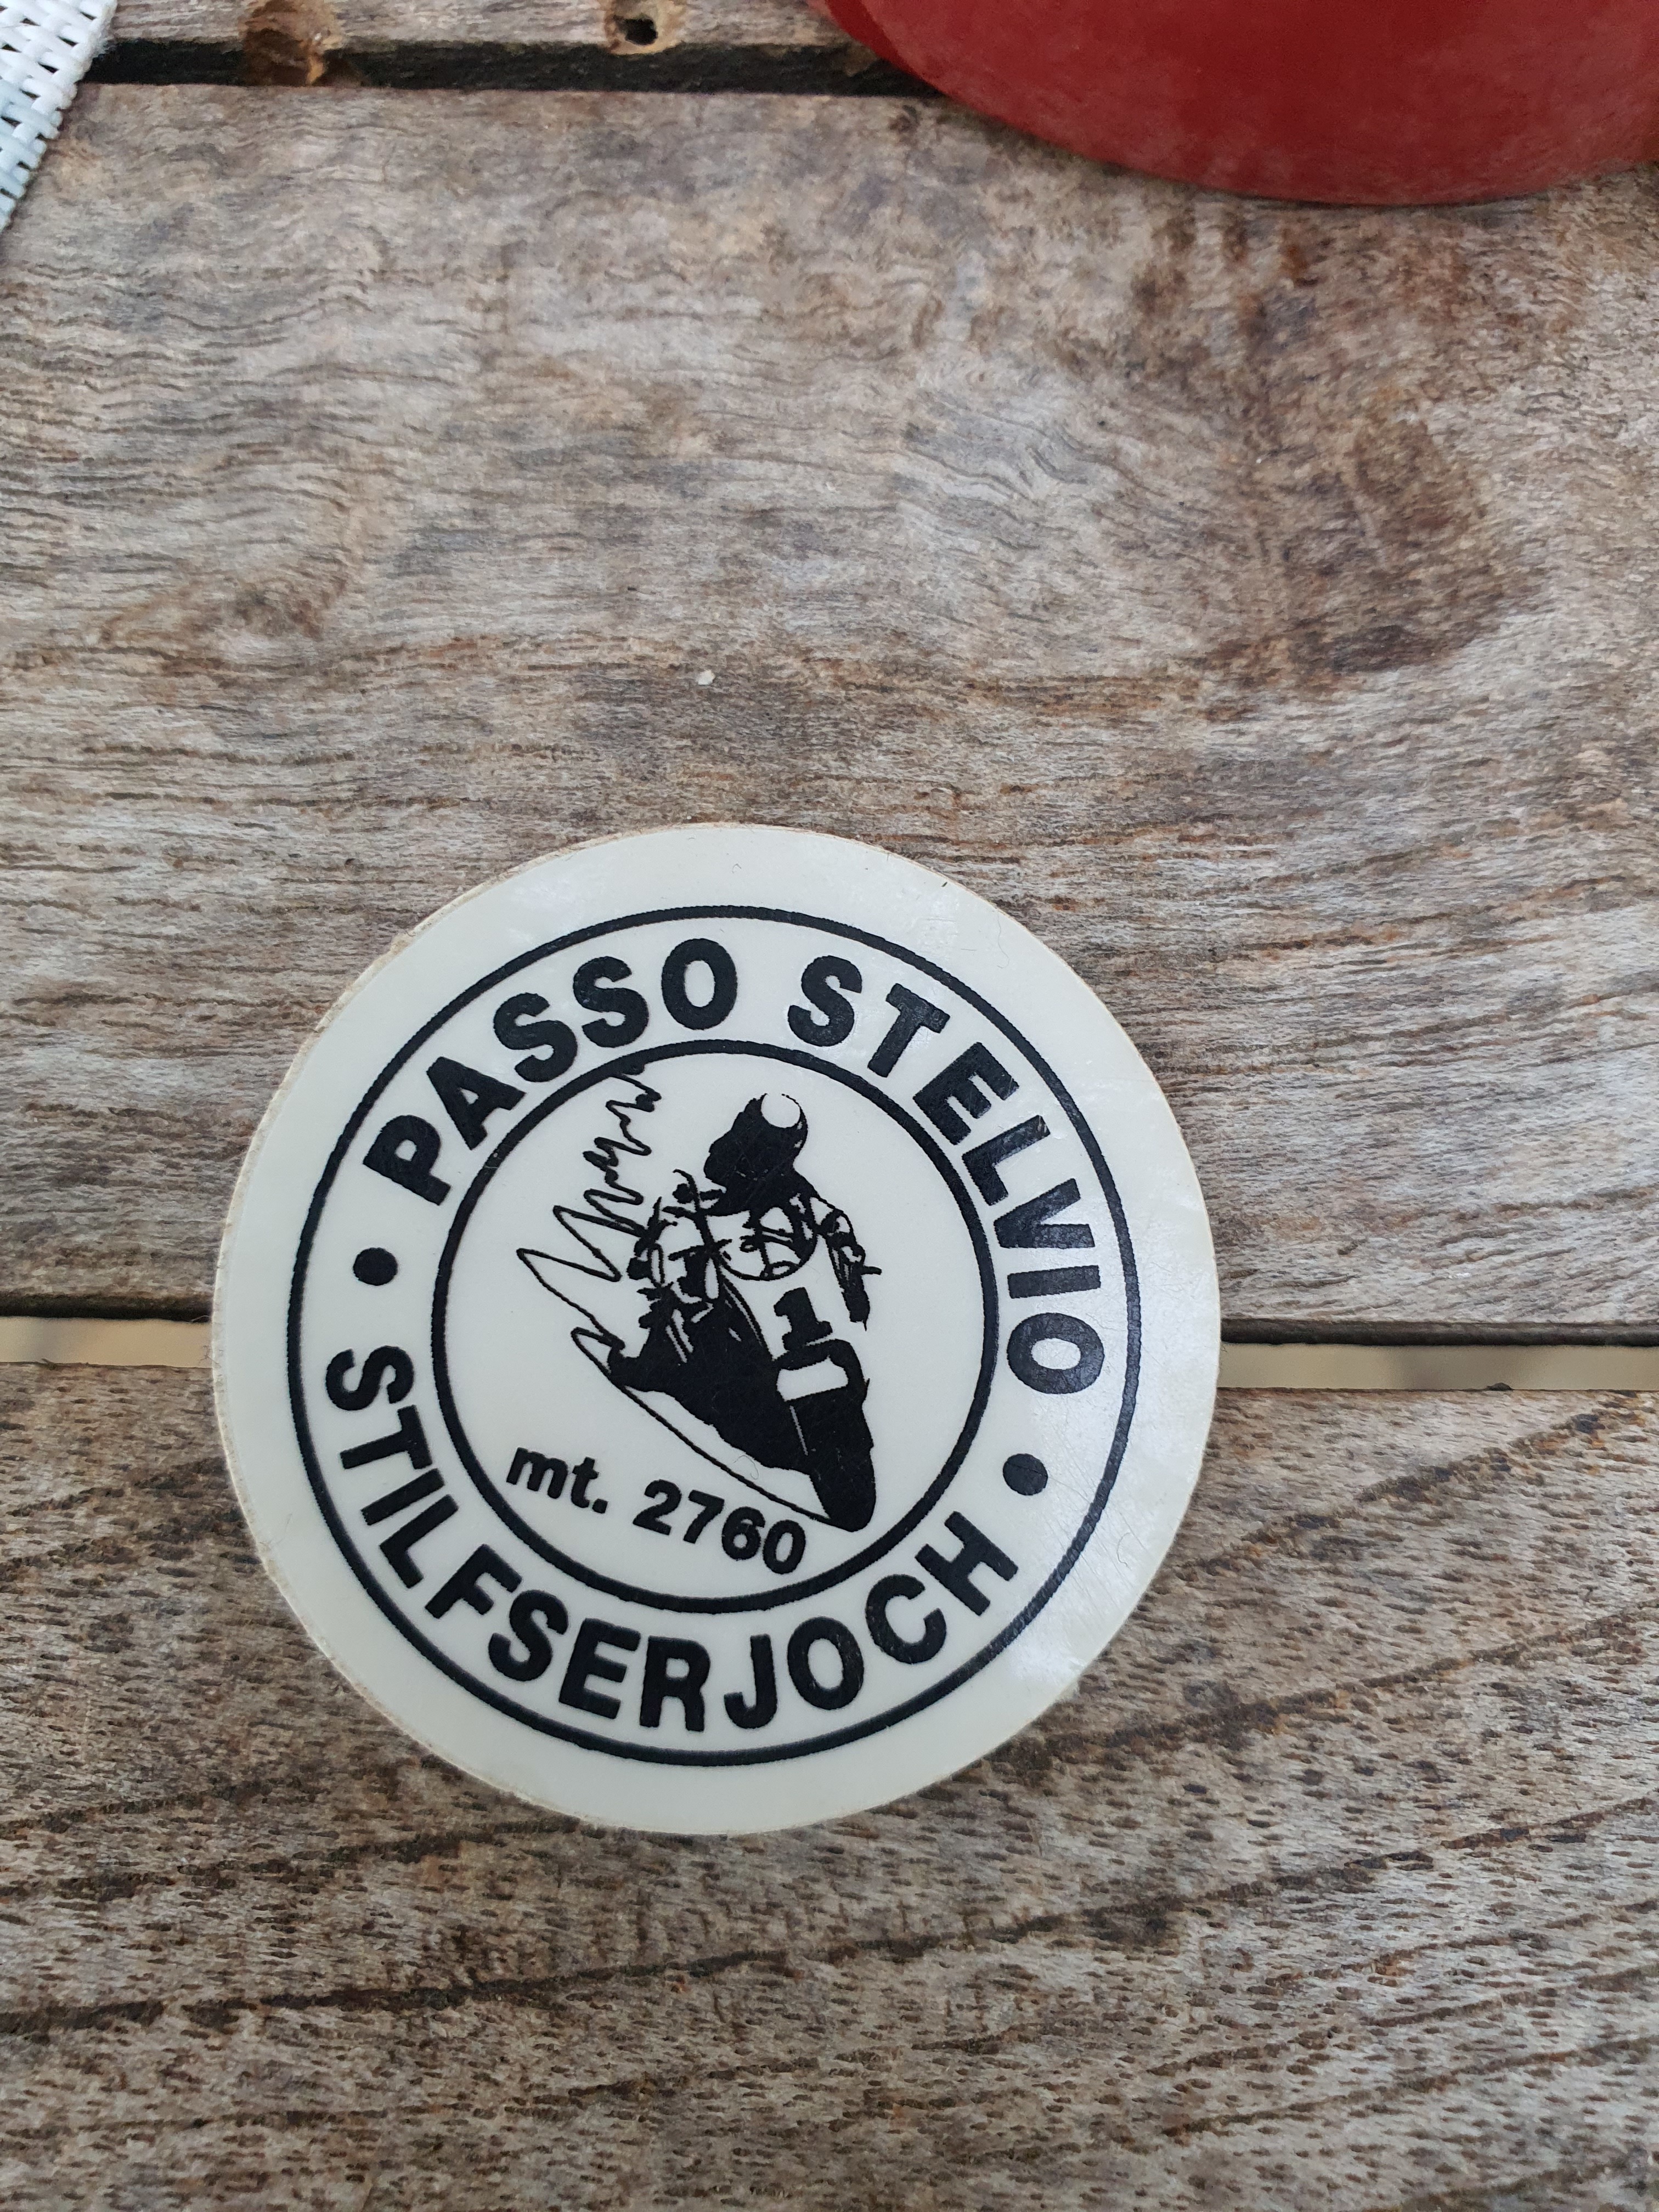 PASSO STELVIO
1
mt. 2760
STILFSERJOCH